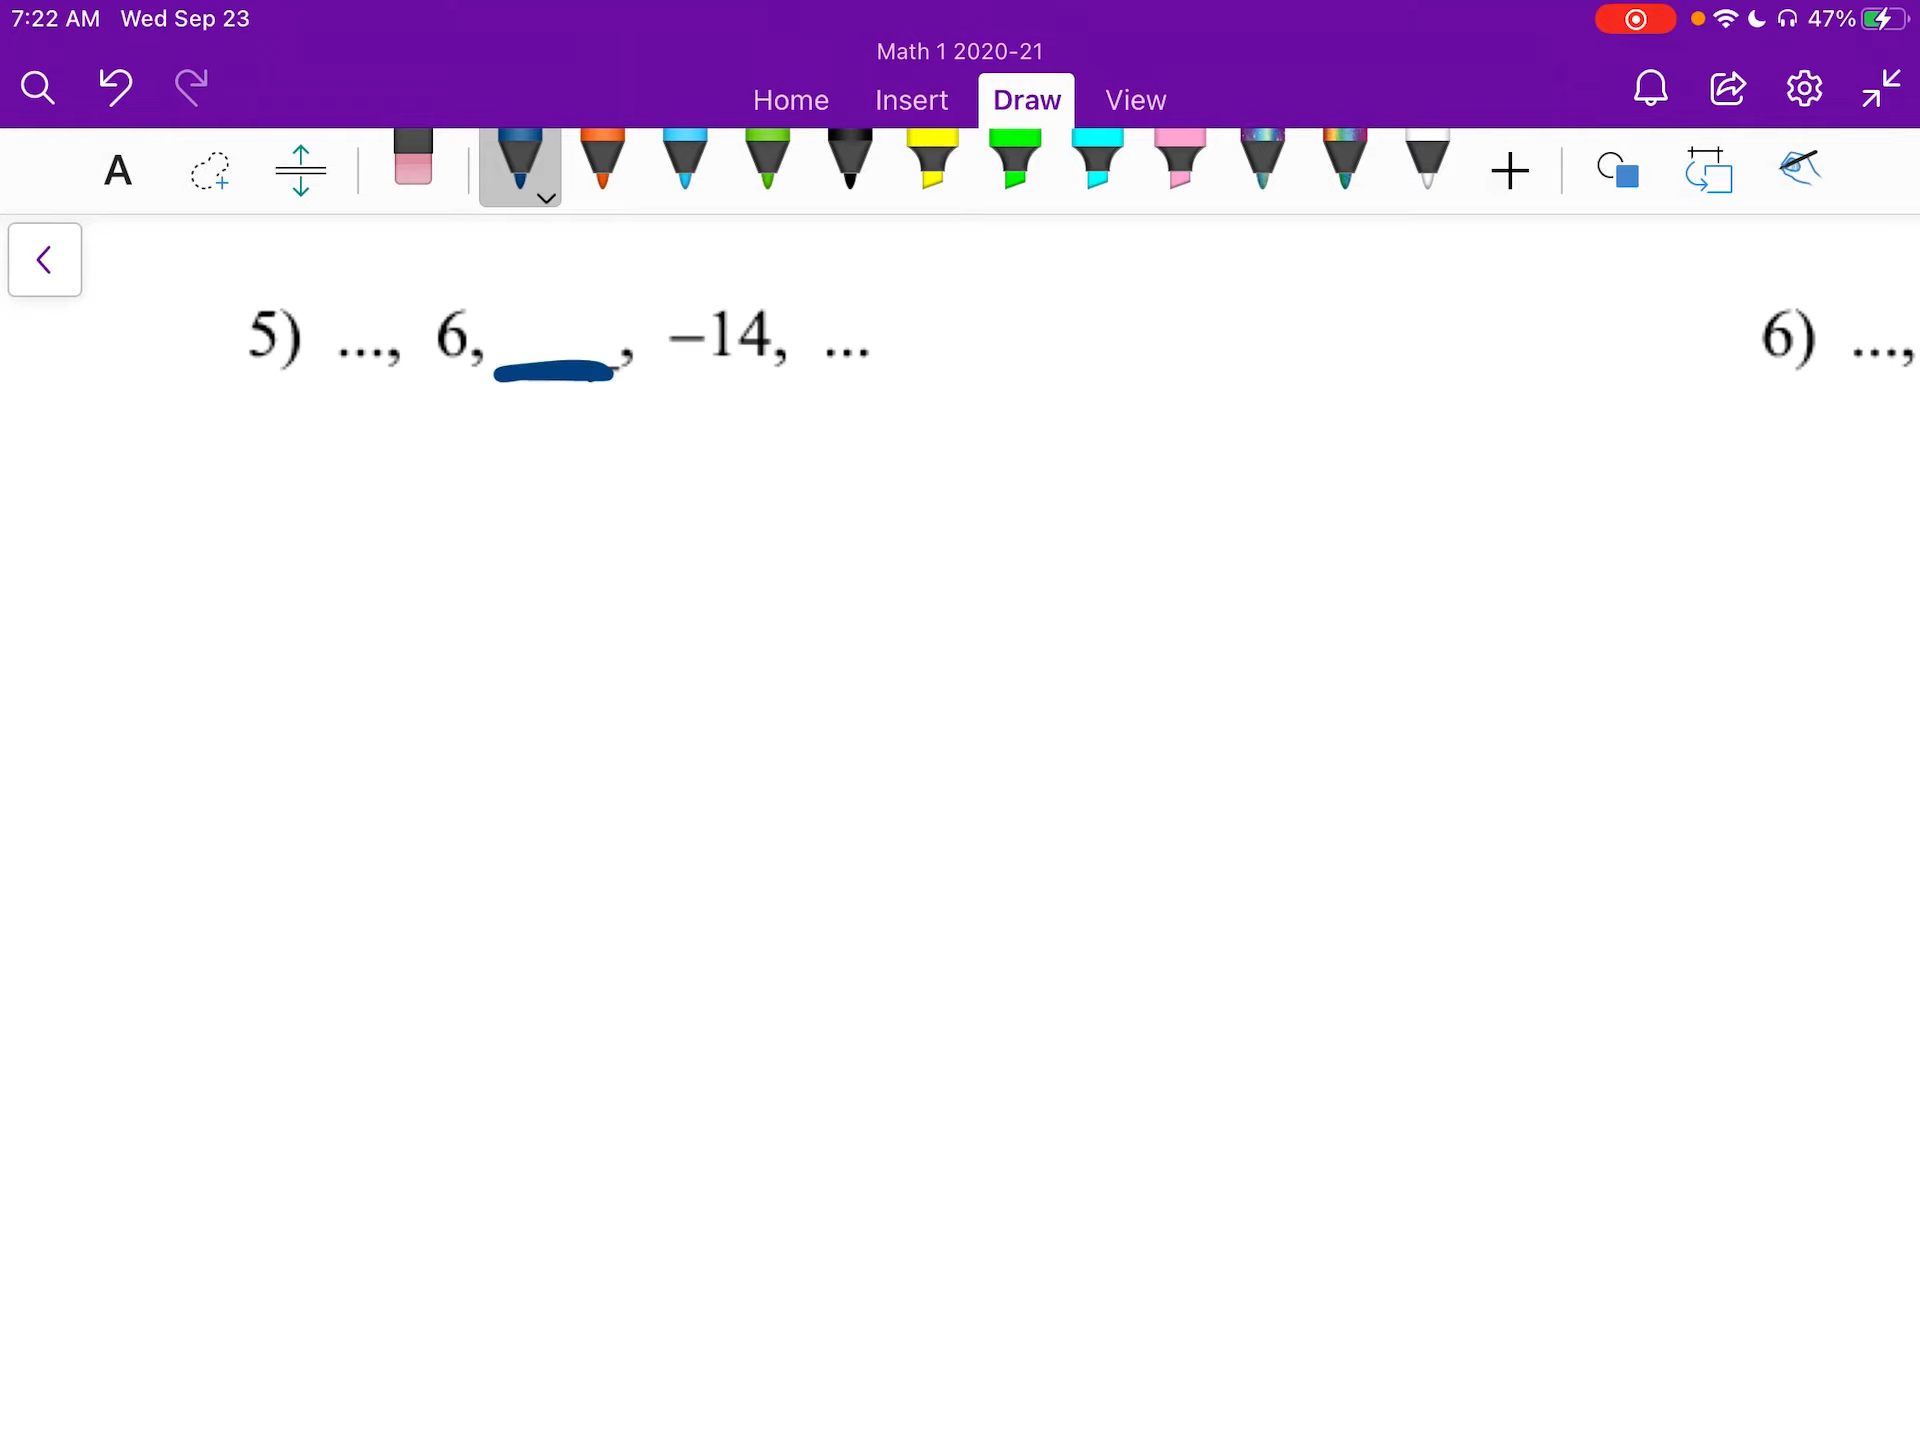 7:22 AM Wed Sep 23
47%
Math 1 2020-21
Home Insert Draw View
A
5) ..., 6, ___, −14, ...
6) ...,